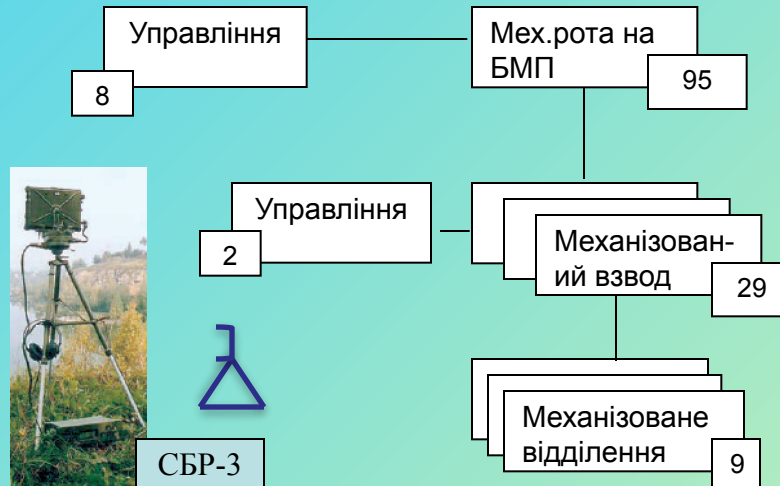 Управління
8
Мех.рота на
БМП
95
Управління
2
Механізован-
ий взвод
29
Механізоване
відділення
9
СБР-3